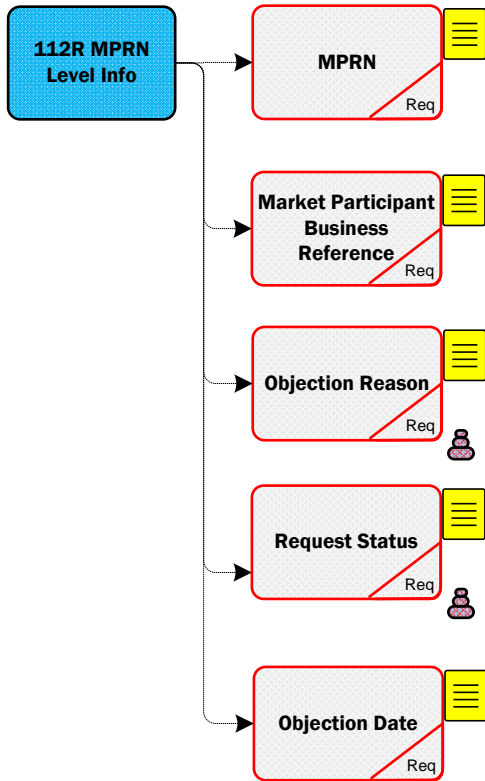 112R MPRN
Level Info
MPRN
Req
Market Participant
Business
Reference
Req
Objection Reason
Req
Request Status
Req
Objection Date
Req